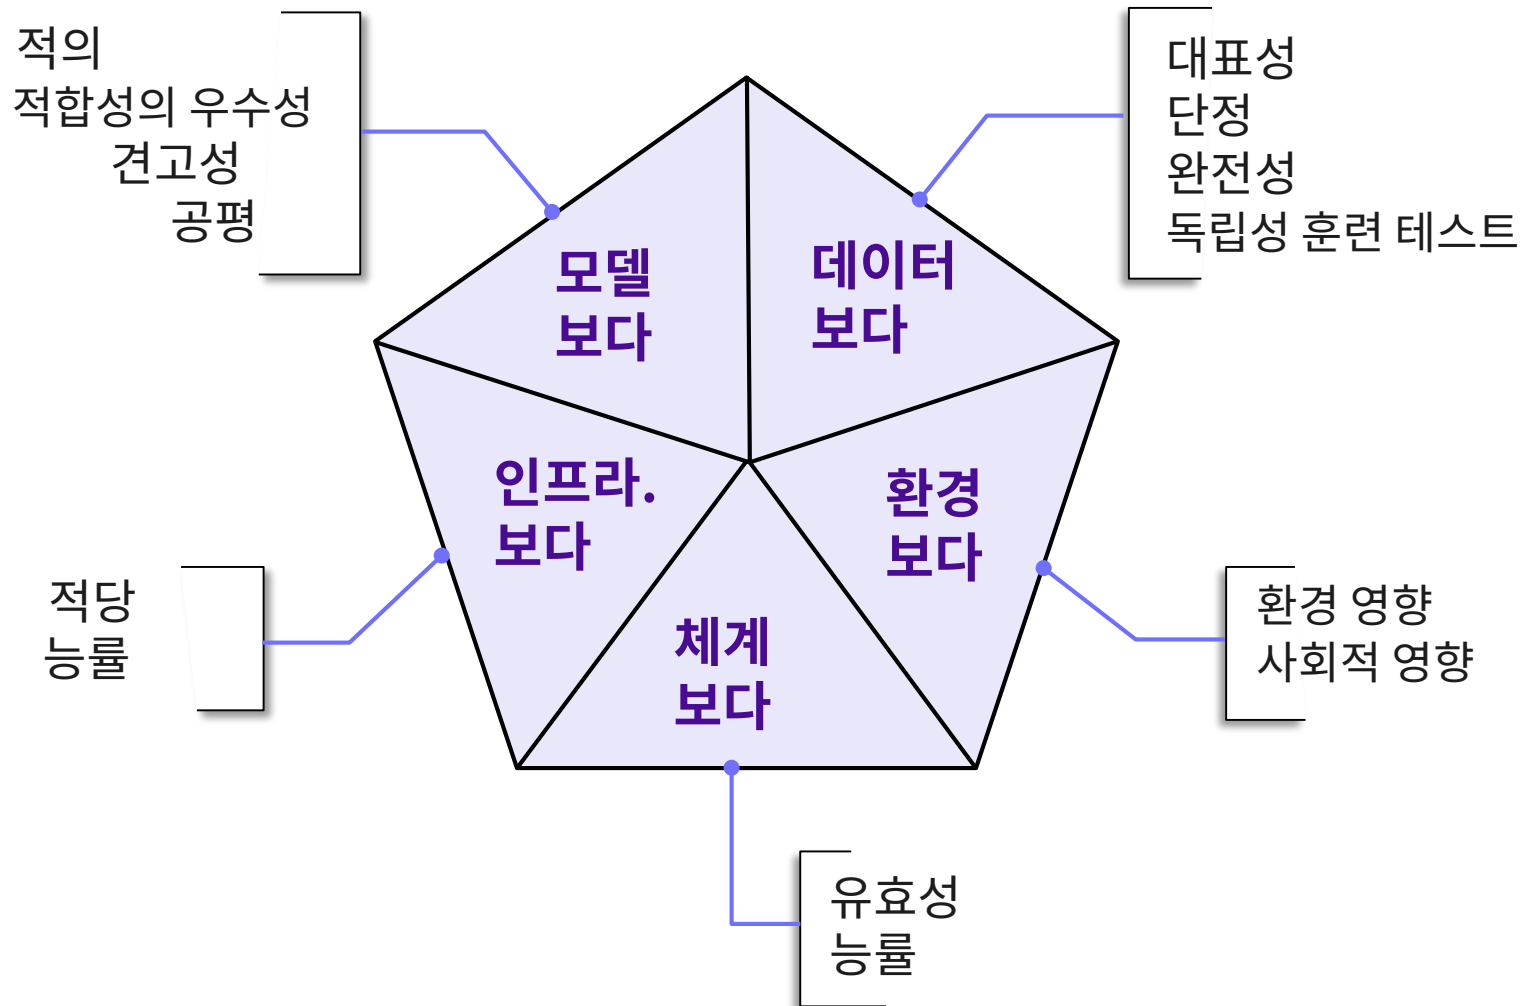 적의
적합성의 우수성
견고성
공평
대표성
단정
완전성
독립성 훈련 테스트
모델
보다
데이터
보다
인프라.
보다
환경
보다
체계
보다
적당
능률
환경 영향
사회적 영향
유효성
능률